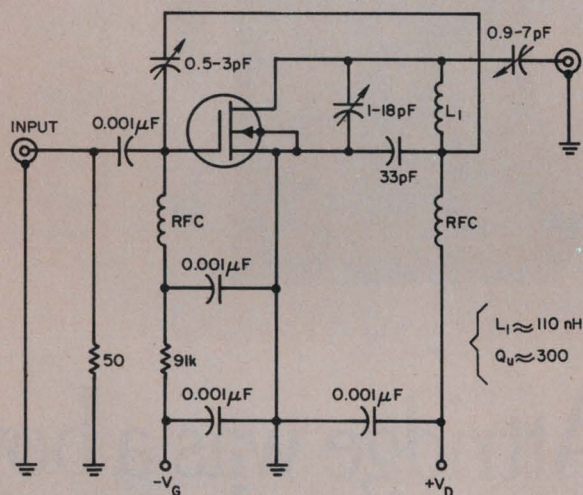 0.5–3pF
0.9–7pF
INPUT
0.001μF
1–18pF
L1
33pF
RFC
RFC
0.001μF
L1≈110 nH
Qu≈300
50
91k
0.001μF
0.001μF
-VG
+VD